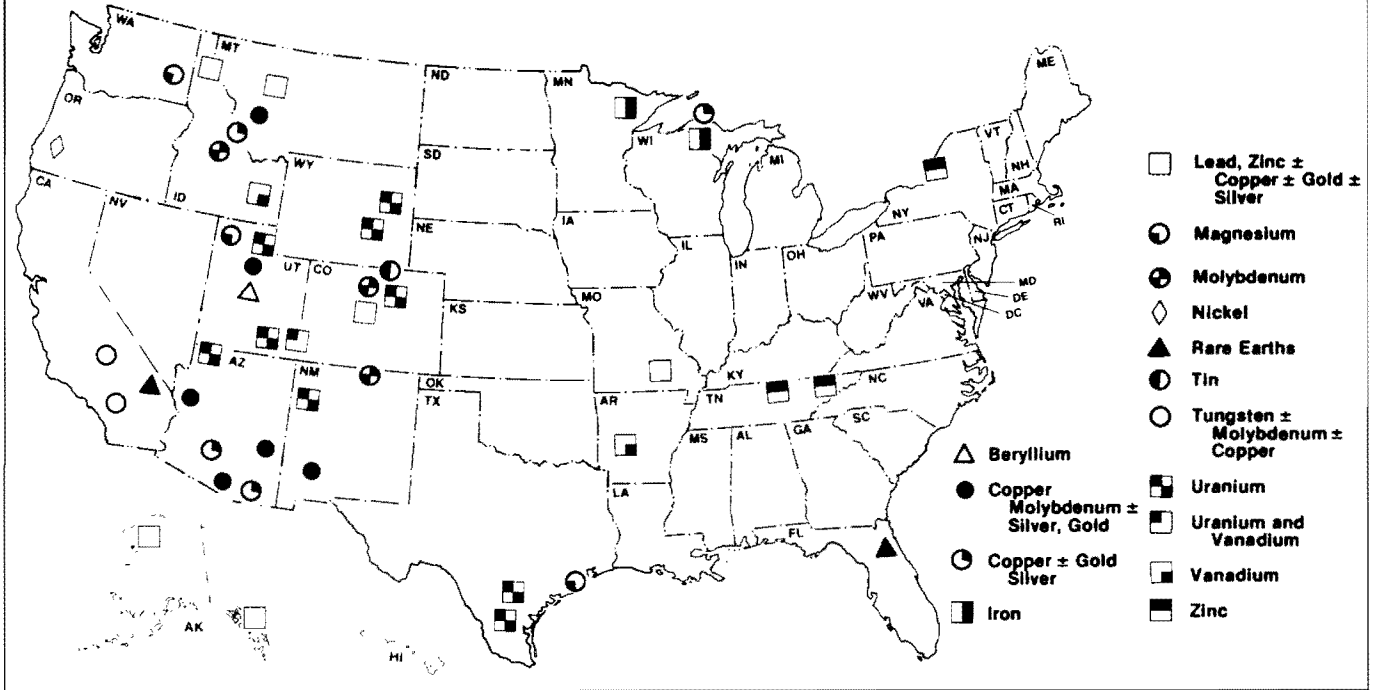 WA
MT
ND
MN
ME
OR
WI
VT
MI
NH
SD
WY
MA
CT
RI
CA
NV
ID
NE
IA
NY
IL
PA
NJ
IN
OH
UT
CO
MD
DE
DC
WV
VA
KS
MO
AZ
NM
OK
TX
KY
NC
AR
TN
SC
MS
AL
GA
LA
FL
AK
HI
Lead, Zinc ±
Copper ± Gold ±
Silver
Magnesium
Molybdenum
Nickel
Rare Earths
Tin
Tungsten ±
Molybdenum ±
Copper
Beryllium
Copper
Molybdenum ±
Silver, Gold
Copper ± Gold
Silver
Iron
Uranium
Uranium and
Vanadium
Vanadium
Zinc